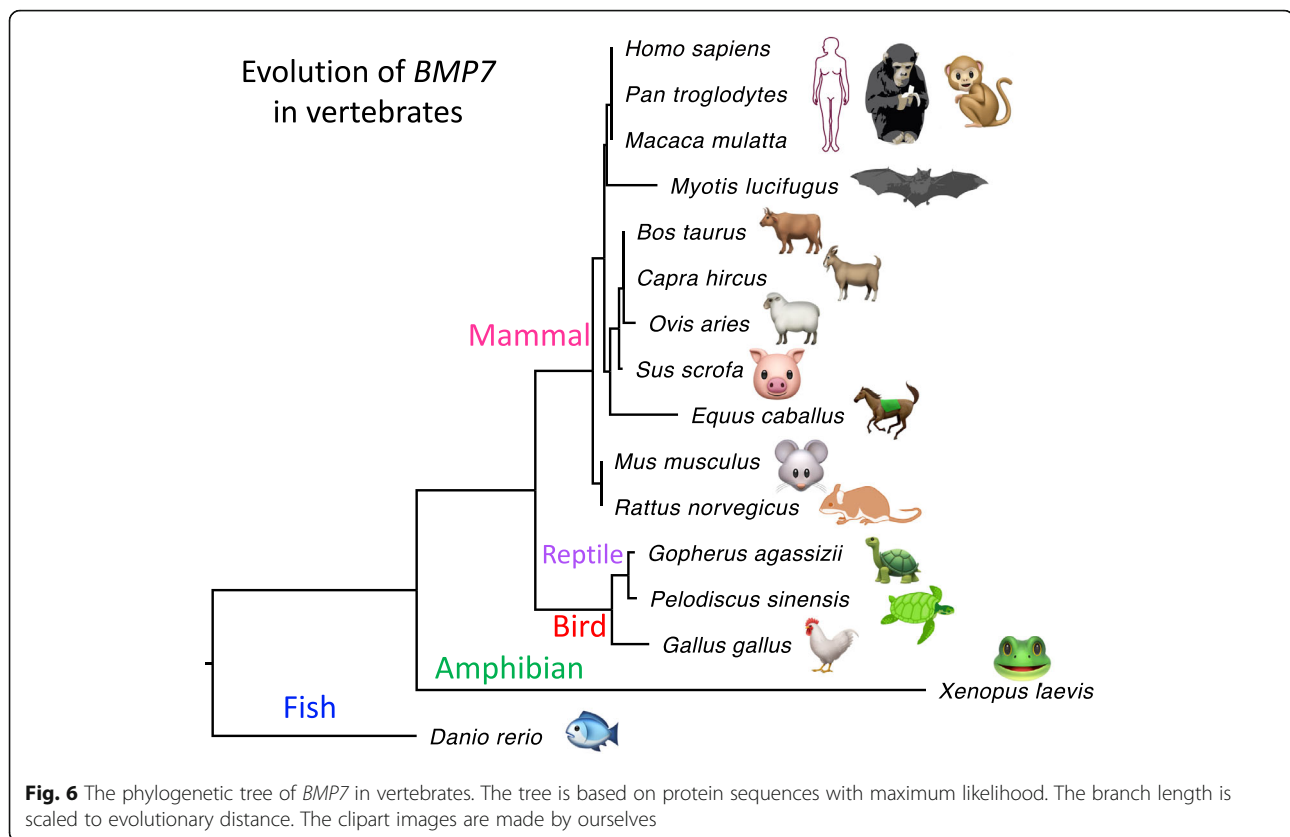 Evolution of BMP7
in vertebrates
Homo sapiens
Pan troglodytes
Macaca mulatta
Myotis lucifugus
Bos taurus
Capra hircus
Ovis aries
Mammal
Sus scrofa
Equus caballus
Mus musculus
Rattus norvegicus
Reptile
Gopherus agassizii
Pelodiscus sinensis
Bird
Gallus gallus
Amphibian
Xenopus laevis
Fish
Danio rerio
Fig. 6 The phylogenetic tree of BMP7 in vertebrates. The tree is based on protein sequences with maximum likelihood. The branch length is
scaled to evolutionary distance. The clipart images are made by ourselves